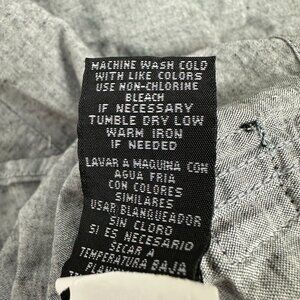 MACHINE WASH COLD
WITH LIKE COLORS
USE NON-CHLORINE
BLEACH
IF NECESSARY
TUMBLE DRY LOW
WARM IRON
IF NEEDED
LAVAR A MAQUINA CON
AGUA FRIA
CON COLORES
SIMILARES
USAR BLANQUEADOR
SIN CLORO
SI ES NECESARIO
SECAR A
TEMPERATURA BAJA